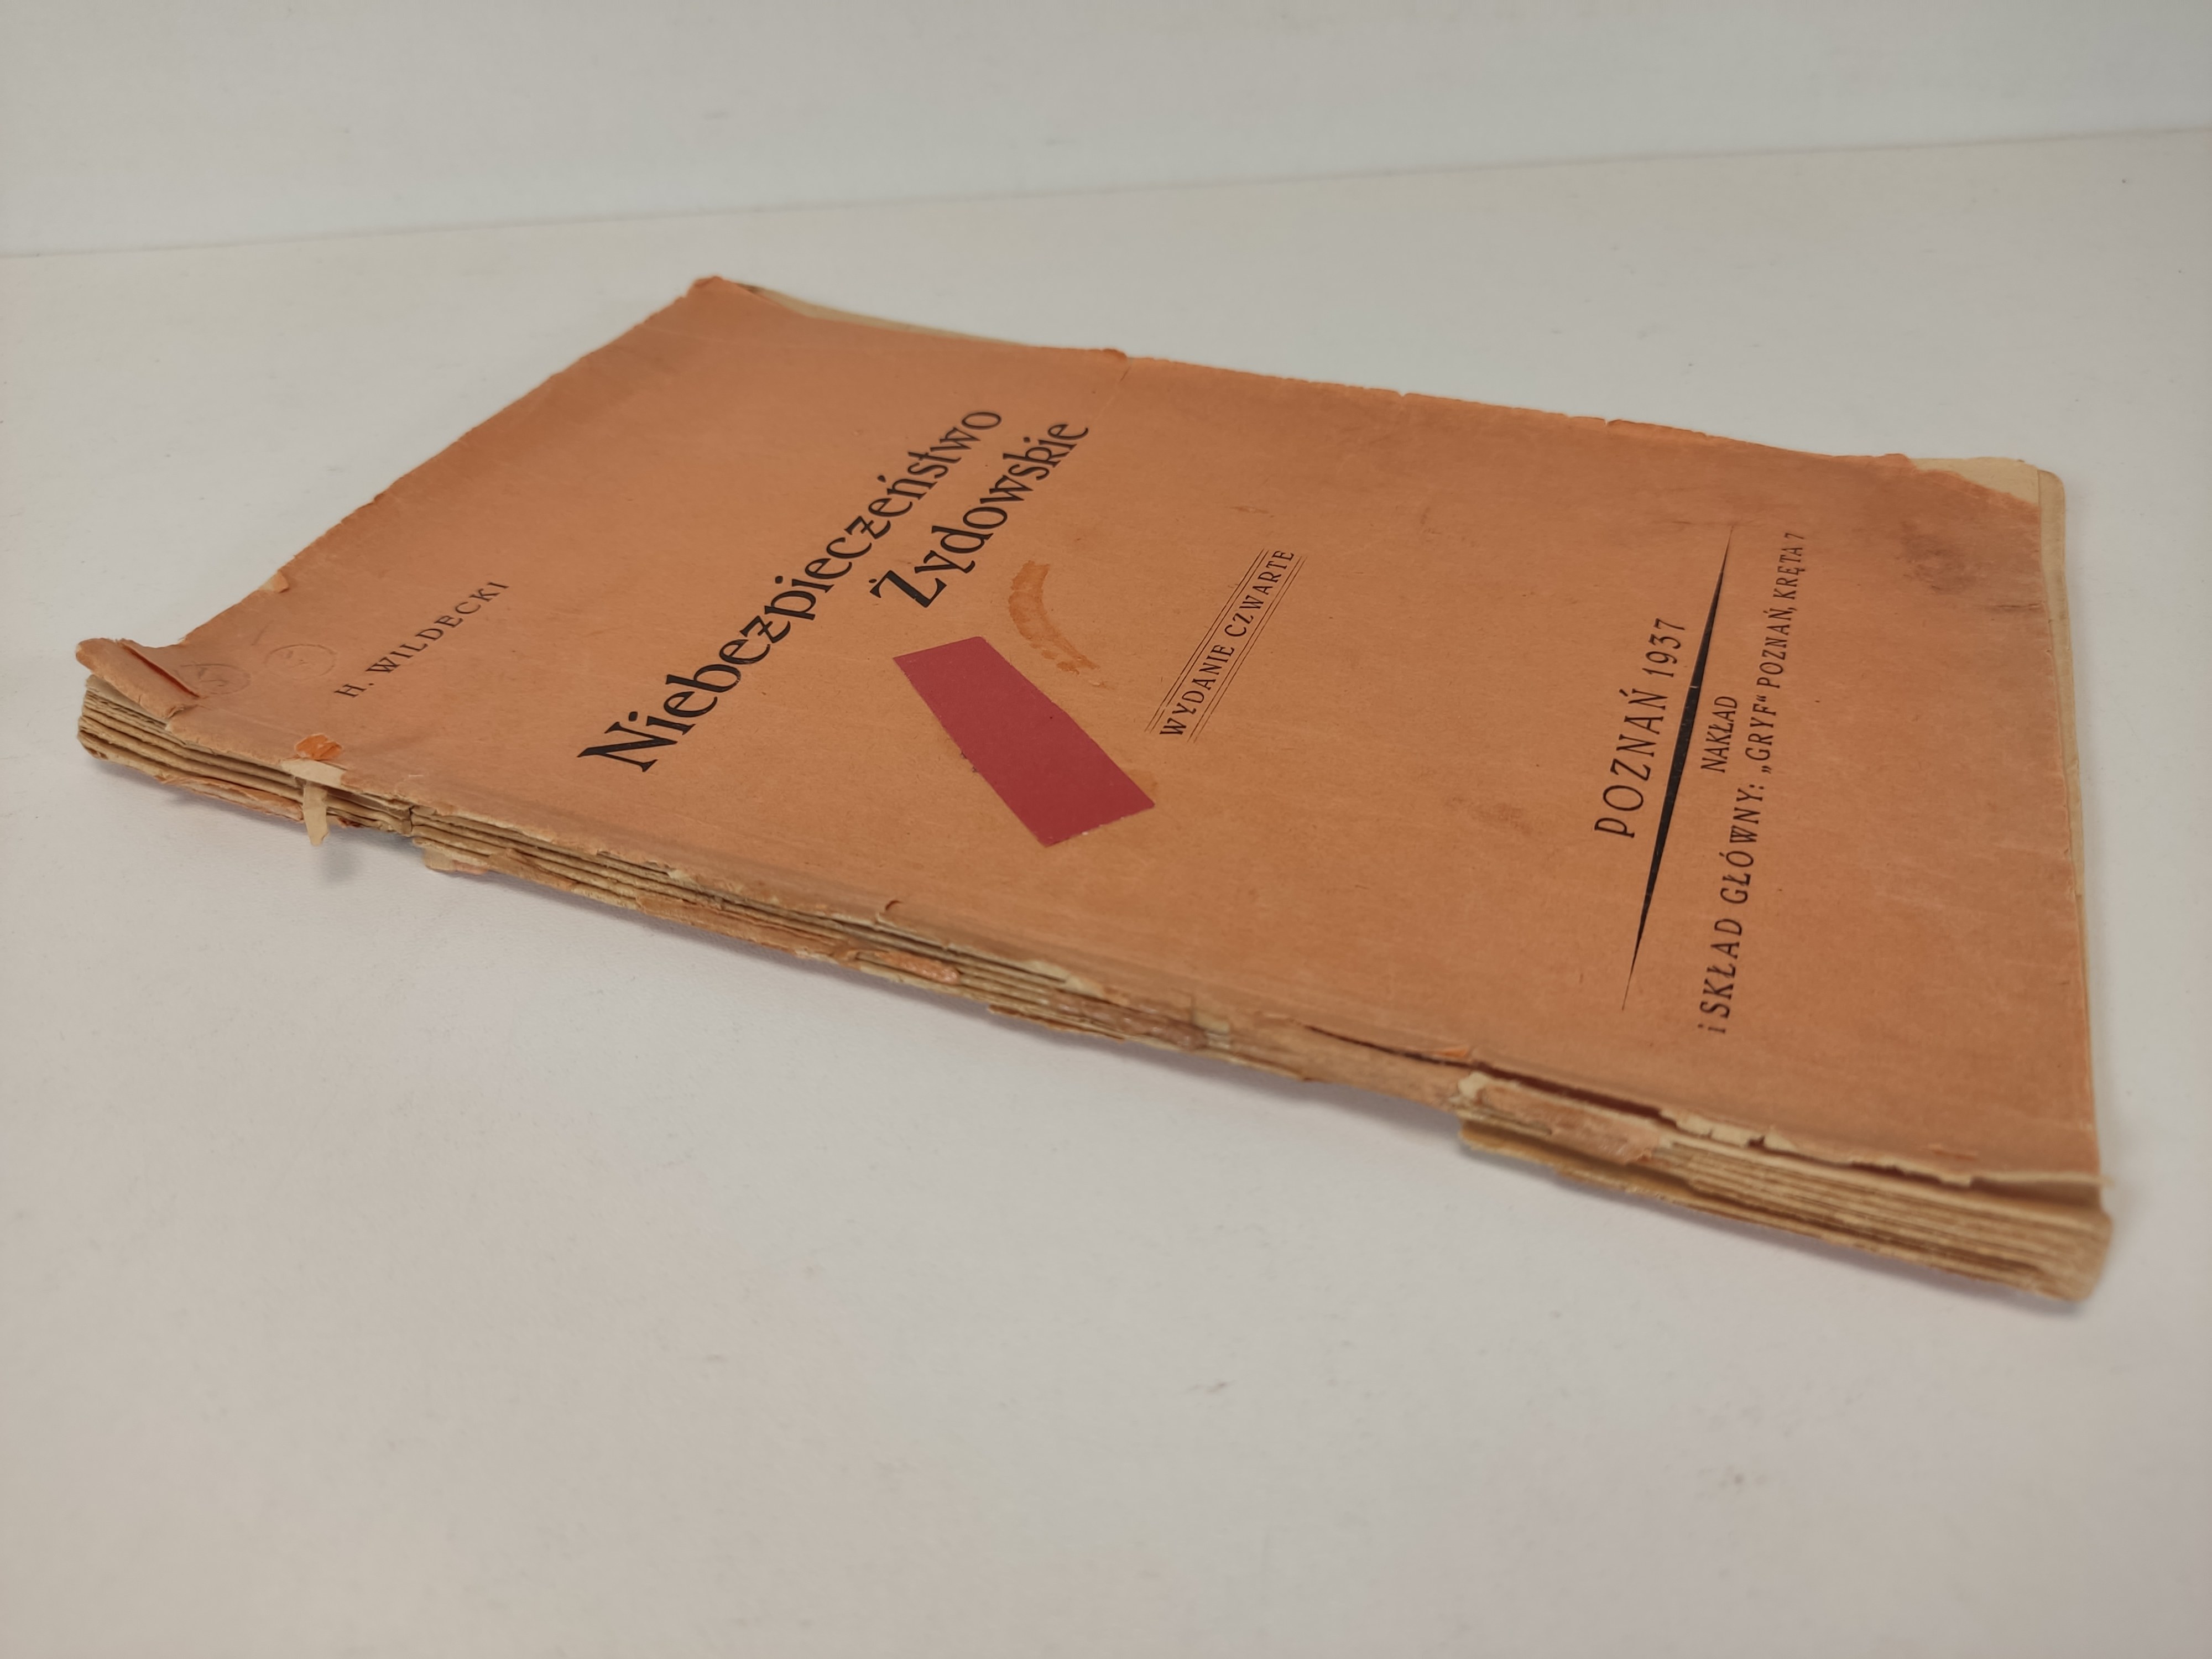 H. WILDECKI
Niebezpieczeństwo
Żydowskie
WYDANIE CZWARTE
POZNAŃ 1937
NAKŁAD
i SKŁAD GŁÓWNY: „GRYF“ POZNAŃ, KRĘTA 7